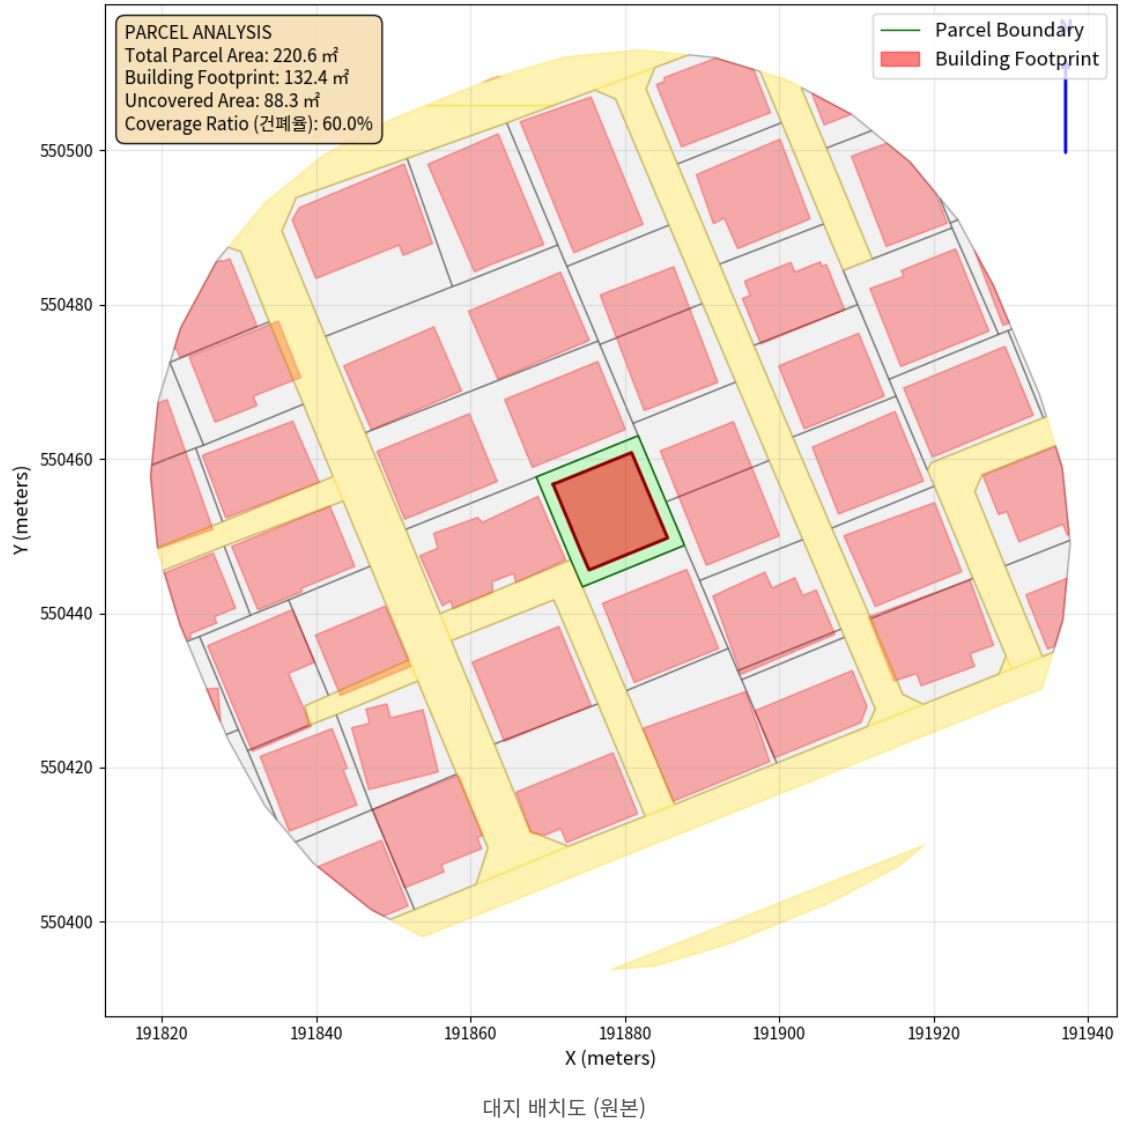 PARCEL ANALYSIS
Total Parcel Area: 220.6 ㎡
Building Footprint: 132.4 ㎡
Uncovered Area: 88.3 ㎡
Coverage Ratio (건폐율): 60.0%
N
Parcel Boundary
Building Footprint
550500
550480
550460
550440
550420
550400
Y (meters)
191820 191840 191860 191880 191900 191920 191940
X (meters)
대지 배치도 (원본)